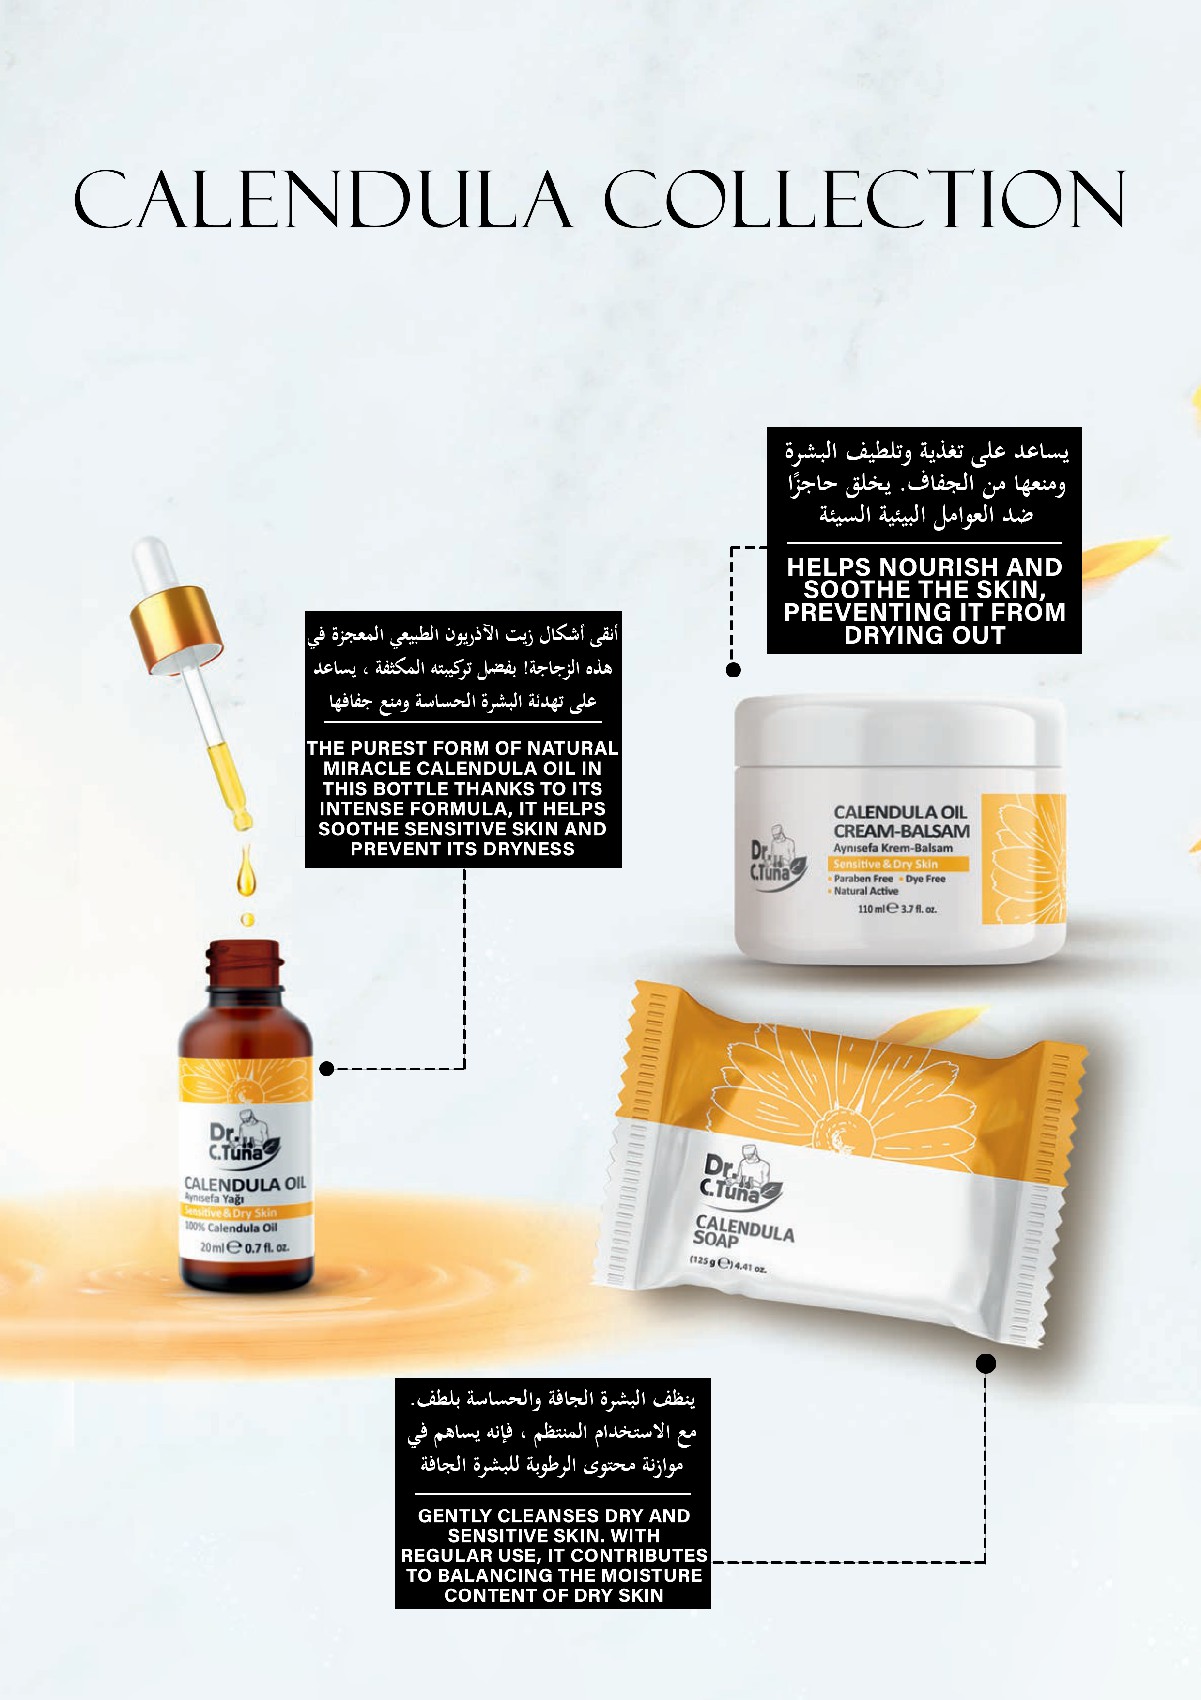 CALENDULA COLLECTION
يساعد على تغذية وتلطيف البشرة
ومنعها من الجفاف. يخلق حاجزًا
ضد العوامل البيئية السيئة
HELPS NOURISH AND
SOOTHE THE SKIN,
PREVENTING IT FROM
DRYING OUT
أنقى أشكال زيت الآذريون الطبيعي المعجزة في
هذه الزجاجة! بفضل تركيبته المكثفة ، يساعد
على تهدئة البشرة الحساسة ومنع جفافها
THE PUREST FORM OF NATURAL
MIRACLE CALENDULA OIL IN
THIS BOTTLE THANKS TO ITS
INTENSE FORMULA, IT HELPS
SOOTHE SENSITIVE SKIN AND
PREVENT ITS DRYNESS
Dr.
C.Tuna
CALENDULA OIL
CREAM-BALSAM
Aynısefa Krem-Balsam
Sensitive & Dry Skin
• Paraben Free • Dye Free
• Natural Active
110 ml ℮ 3.7 fl. oz.
Dr.
C.Tuna
CALENDULA OIL
Aynısefa Yağı
Sensitive & Dry Skin
100% Calendula Oil
20 ml ℮ 0.7 fl. oz.
Dr.
C.Tuna
CALENDULA
SOAP
(125 g ℮) 4.41 oz.
ينظف البشرة الجافة والحساسة بلطف.
مع الاستخدام المنتظم ، فإنه يساهم في
موازنة محتوى الرطوبة للبشرة الجافة
GENTLY CLEANSES DRY AND
SENSITIVE SKIN. WITH
REGULAR USE, IT CONTRIBUTES
TO BALANCING THE MOISTURE
CONTENT OF DRY SKIN